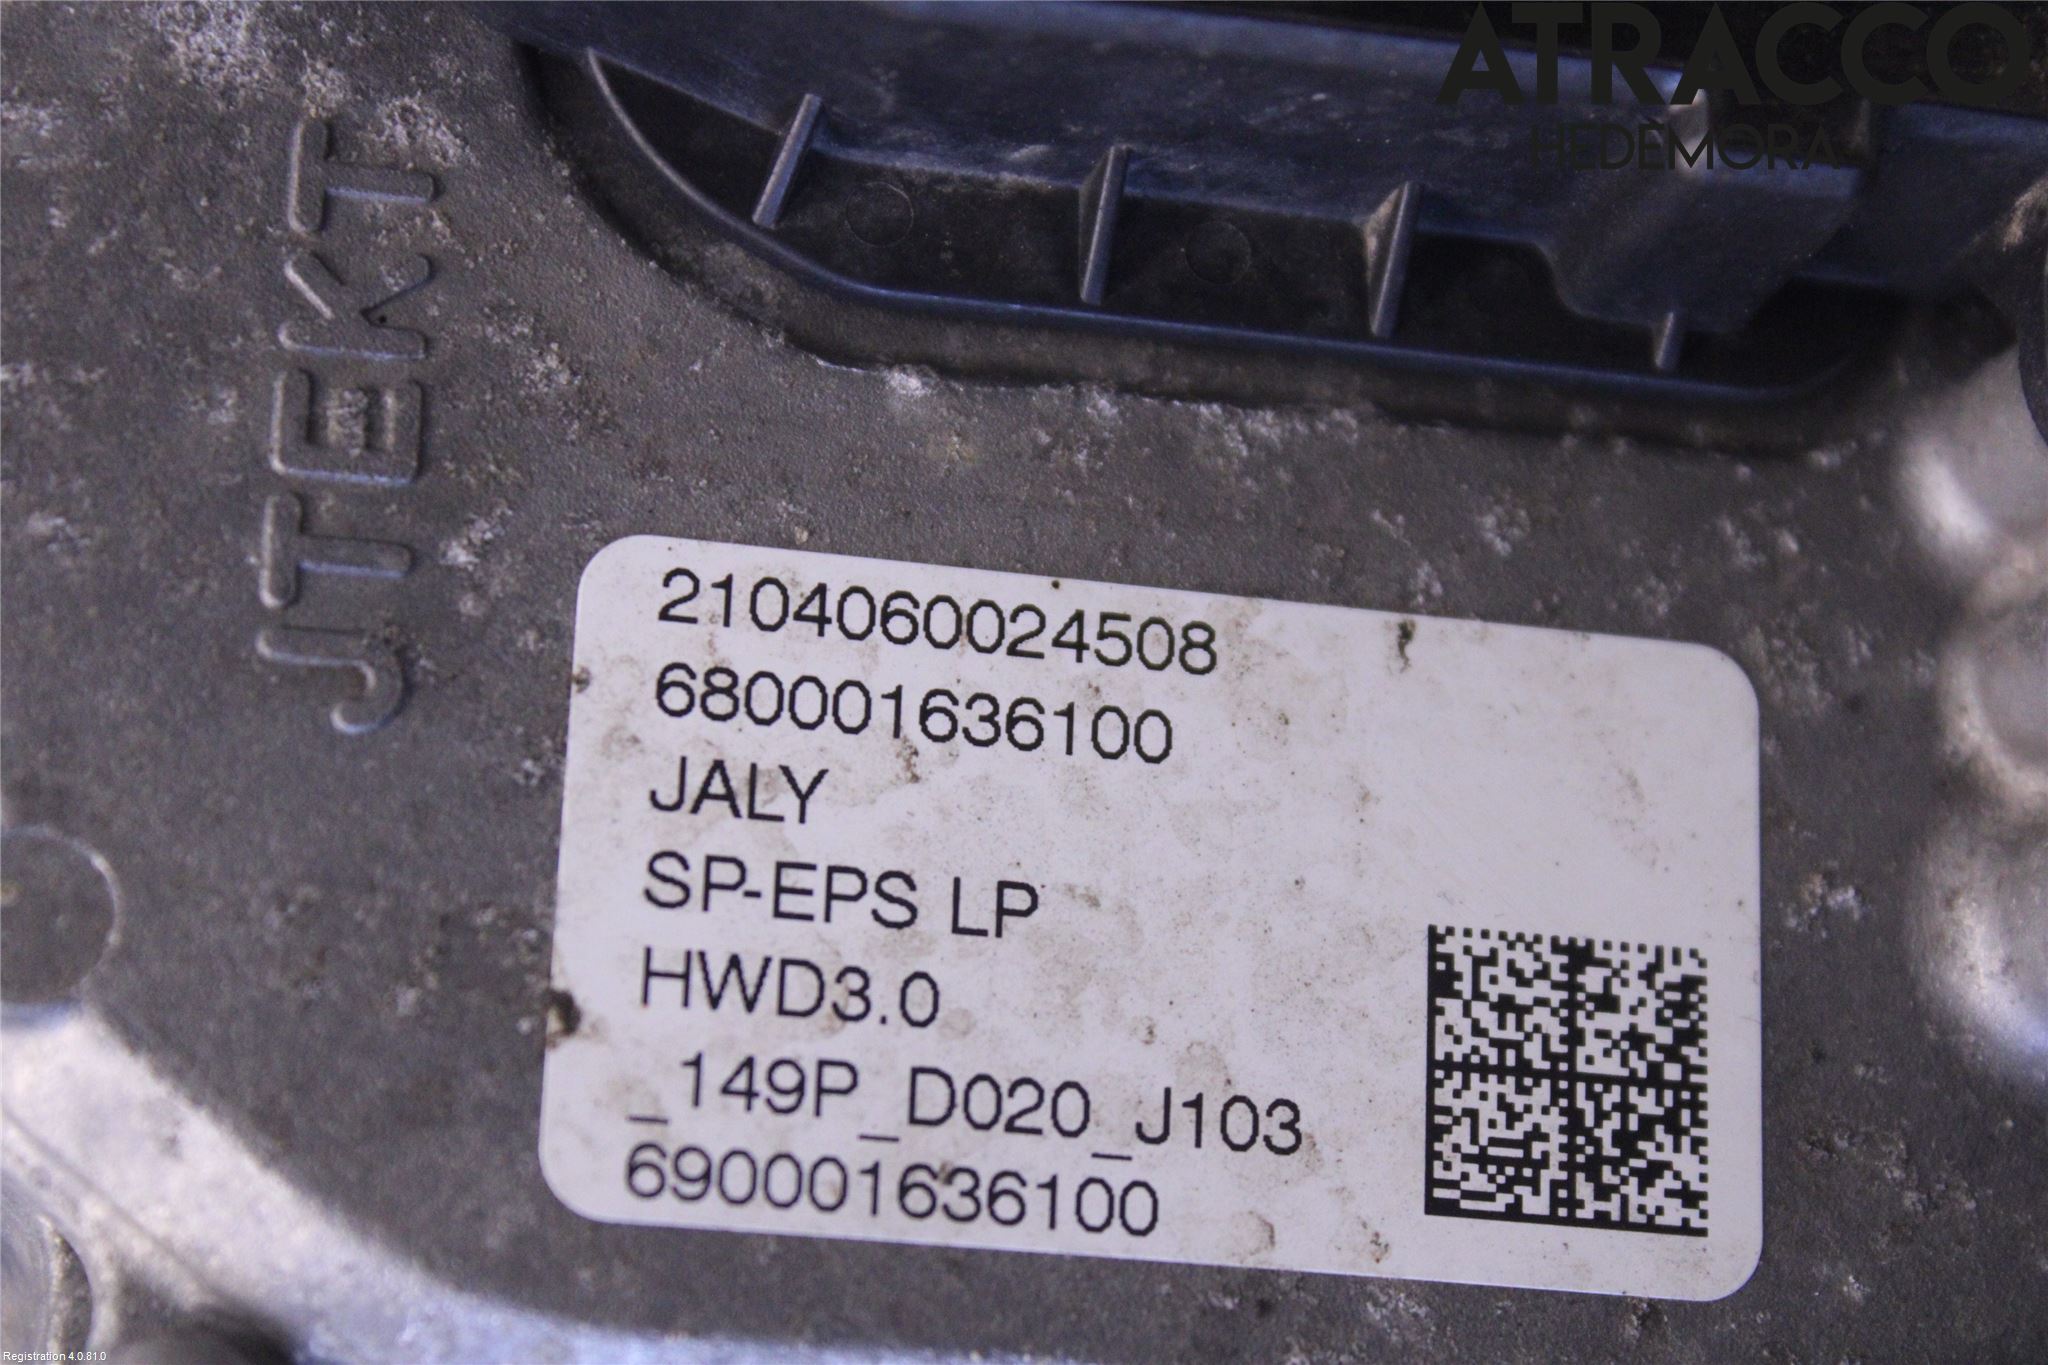 ATRACCO
HEDEMORA
JTEKT
2104060024508
680001636100
JALY
SP-EPS LP
HWD3.0
_149P_D020_J103
690001636100
Registration 4.0.81.0